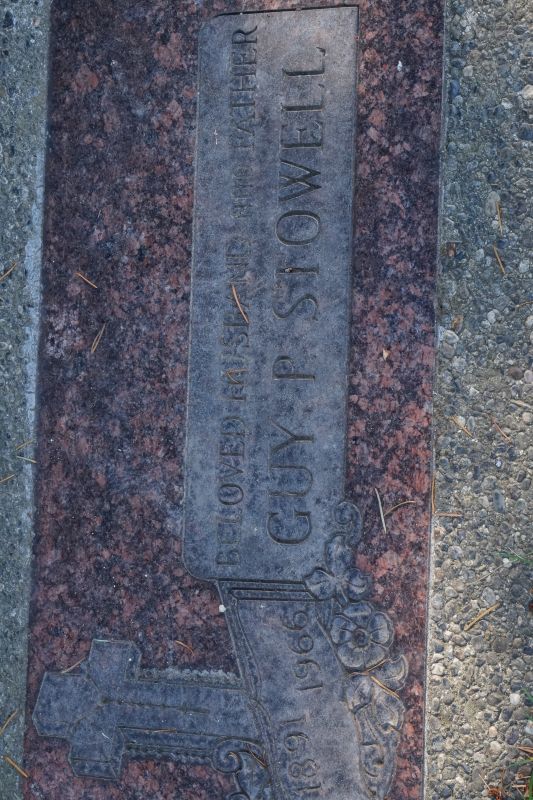 BELOVED HUSBAND AND FATHER
GUY P. STOWELL
1891 1966